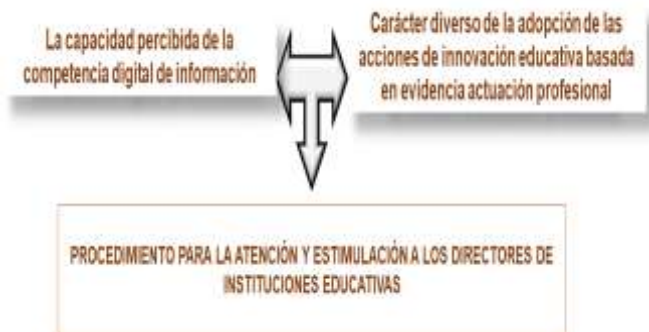 La capacidad percibida de la
competencia digital de información
Carácter diverso de la adopción de las
acciones de innovación educativa basada
en evidencia actuación profesional
PROCEDIMIENTO PARA LA ATENCIÓN Y ESTIMULACIÓN A LOS DIRECTORES DE
INSTITUCIONES EDUCATIVAS